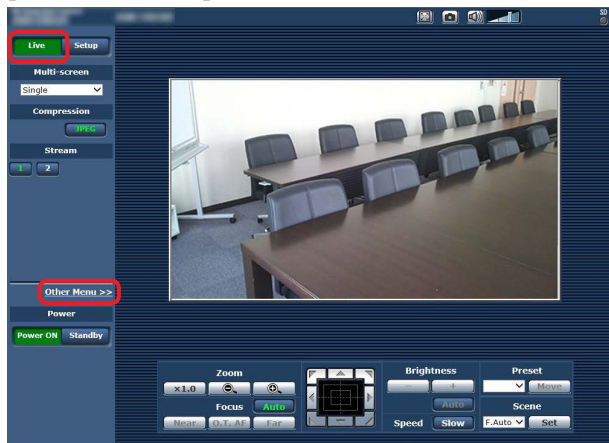 SD
Live Setup
Multi-screen
Single
Compression
JPEG
Stream
1 2
Other Menu >>
Power
Power ON Standby
Zoom
×1.0
Focus Auto
Near O.T. AF Far
Brightness
- +
Auto
Speed Slow
Preset
Move
Scene
F.Auto Set